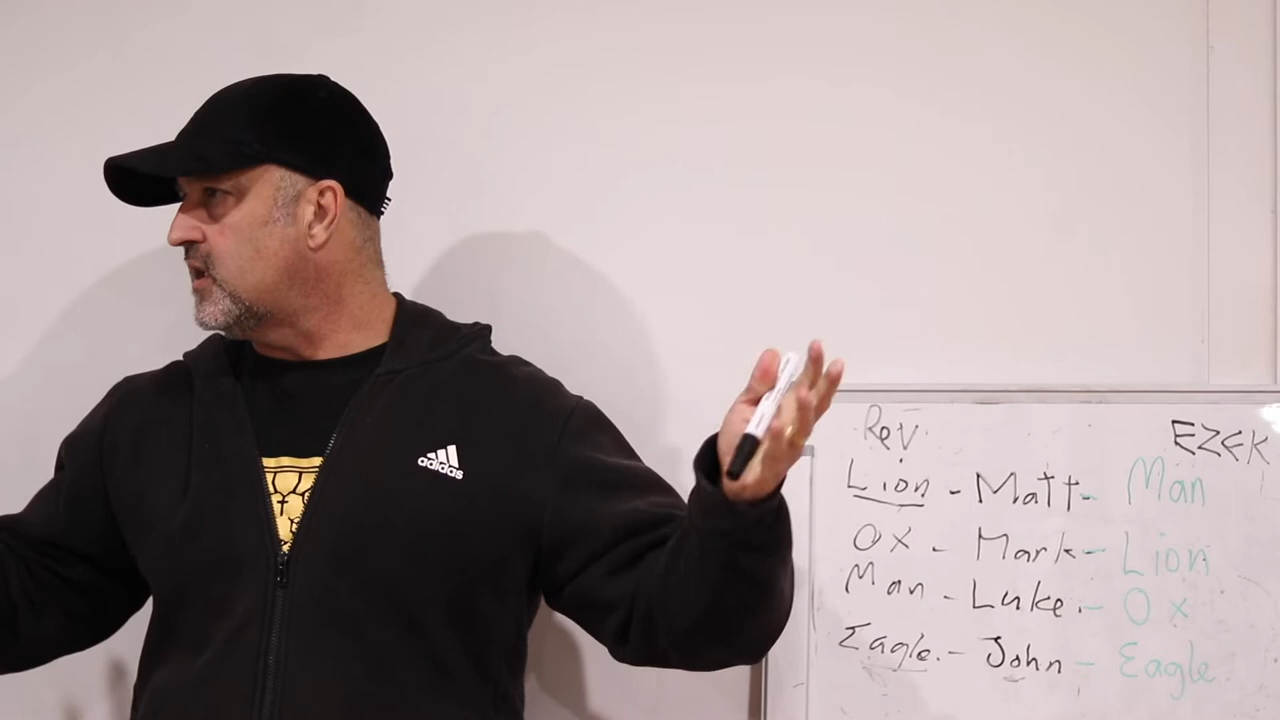 adidas
Rev.
EZEK
Lion - Matt - Man
Ox - Mark - Lion
Man - Luke. - Ox
Eagle. - John - Eagle